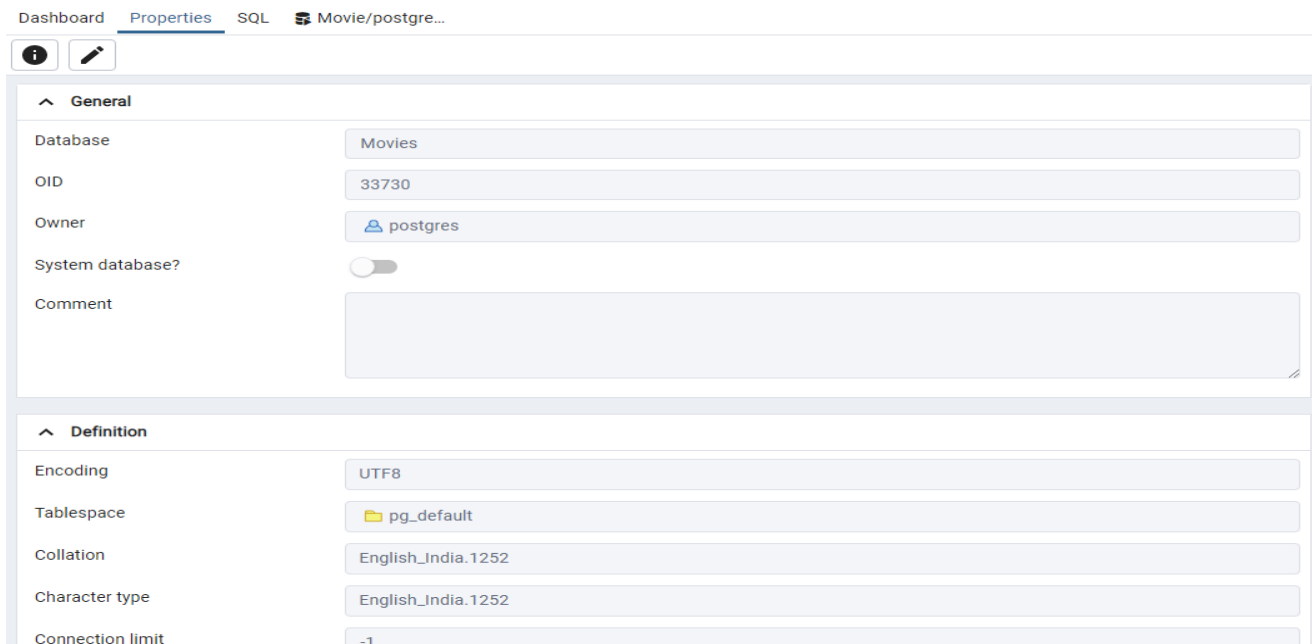 Dashboard Properties SQL Movie/postgre...
General
Database Movies
OID 33730
Owner postgres
System database?
Comment
Definition
Encoding UTF8
Tablespace pg_default
Collation English_India.1252
Character type English_India.1252
Connection limit -1